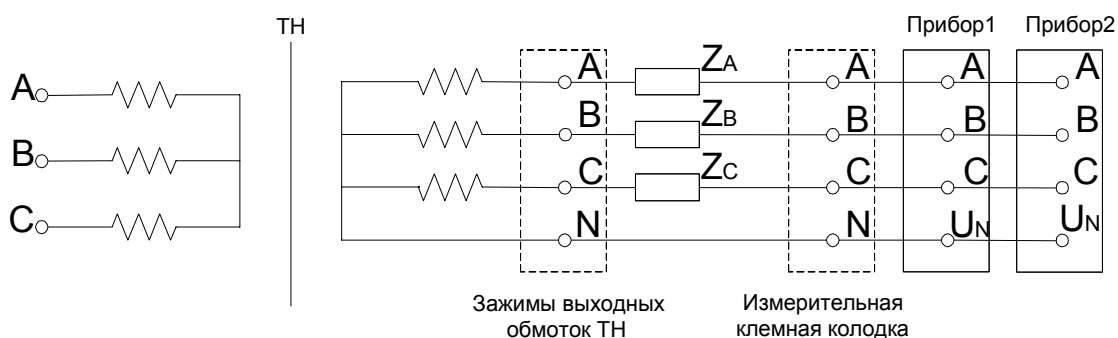 ТН
Прибор1 Прибор2
A
B
C
A ZA A A A
B ZB B B B
C ZC C C C
N N UN UN
Зажимы выходных
обмоток ТН
Измерительная
клемная колодка